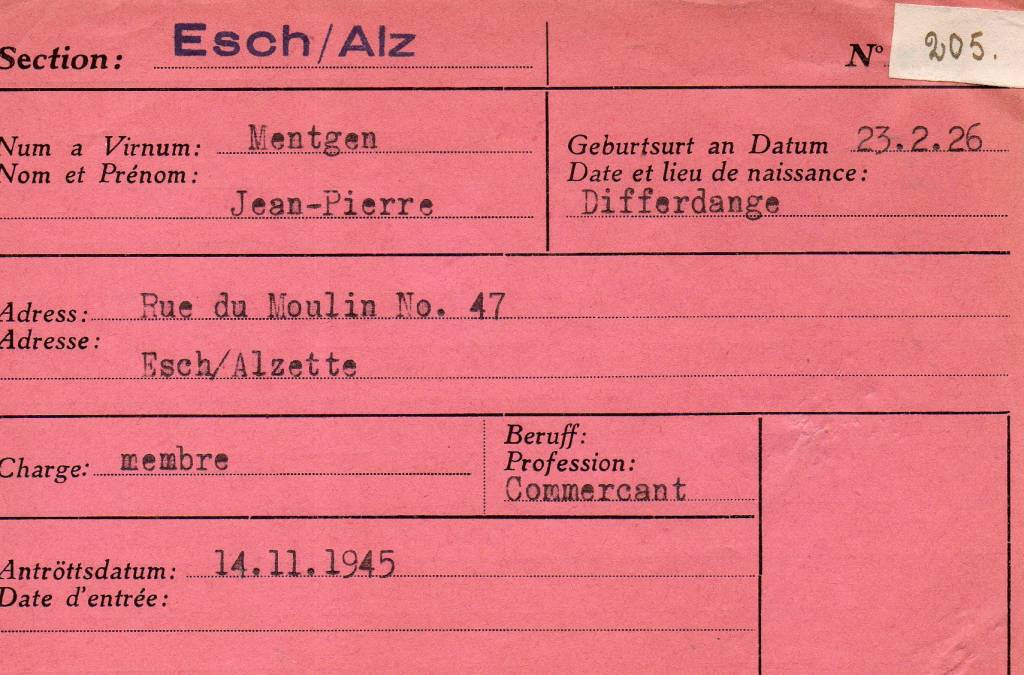 Section: Esch/Alz
N° 205.
Num a Virnum: Mentgen
Nom et Prénom:
Jean-Pierre
Geburtsurt an Datum 23.2.26
Date et lieu de naissance:
Differdange
Adress: Rue du Moulin No. 47
Adresse:
Esch/Alzette
Charge: membre
Beruff:
Profession:
Commercant
Antröttsdatum: 14.11.1945
Date d'entrée: